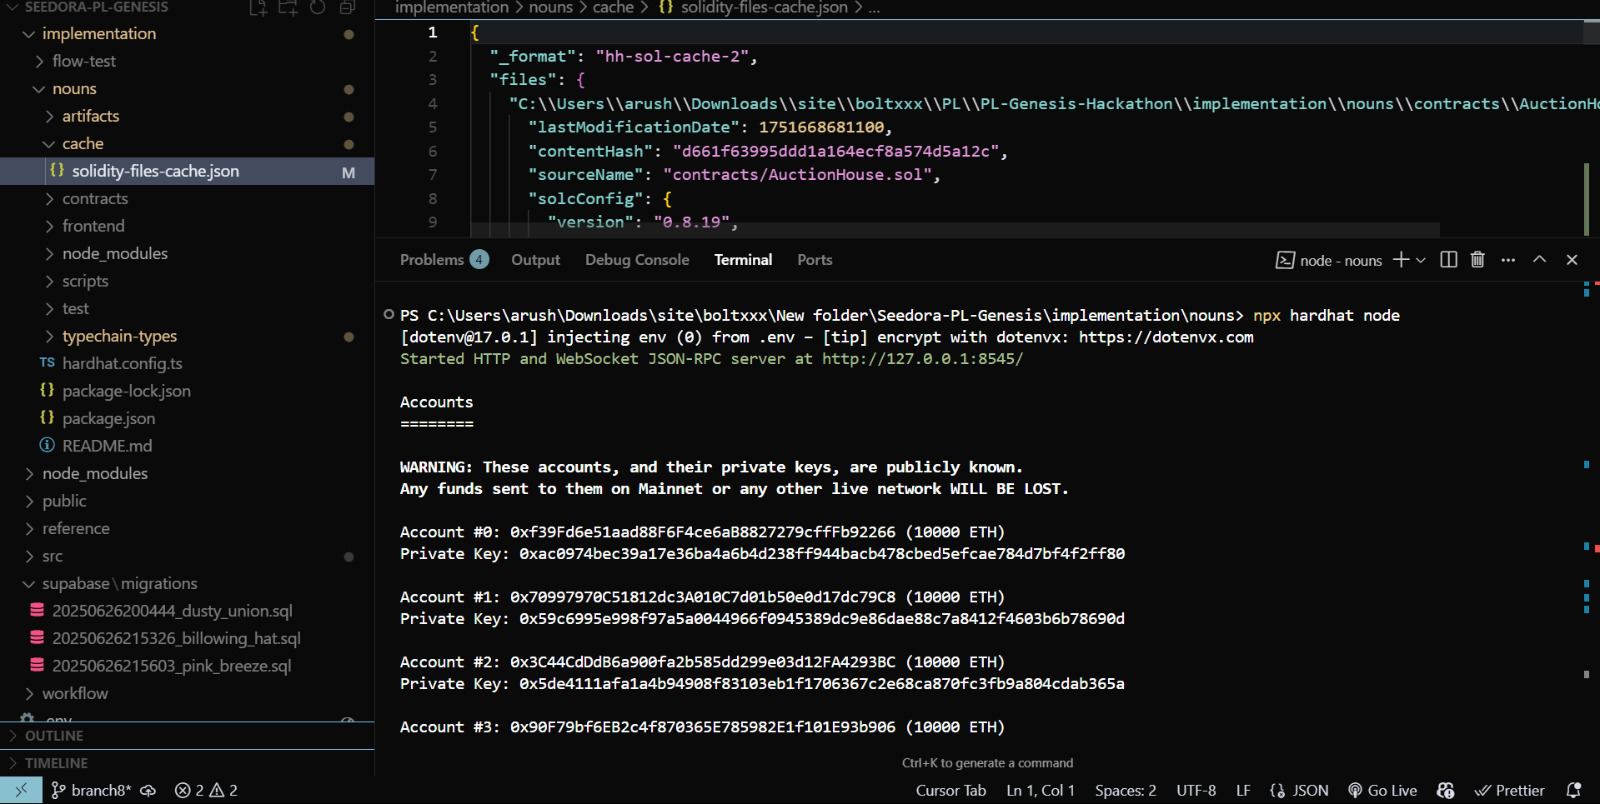 SEEDORA-PL-GENESIS
implementation
flow-test
nouns
artifacts
cache
{} solidity-files-cache.json M
contracts
frontend
node_modules
scripts
test
typechain-types
TS hardhat.config.ts
{} package-lock.json
{} package.json
README.md
node_modules
public
reference
src
supabase\migrations
20250626200444_dusty_union.sql
20250626215326_billowing_hat.sql
20250626215603_pink_breeze.sql
workflow
OUTLINE
TIMELINE
implementation > nouns > cache > {} solidity-files-cache.json > ...
1 {
2 "_format": "hh-sol-cache-2",
3 "files": {
4 "C:\\Users\\arush\\Downloads\\site\\boltxxx\\PL\\PL-Genesis-Hackathon\\implementation\\nouns\\contracts\\AuctionHo
5 "lastModificationDate": 1751668681100,
6 "contentHash": "d661f63995ddd1a164ecf8a574d5a12c",
7 "sourceName": "contracts/AuctionHouse.sol",
8 "solcConfig": {
9 "version": "0.8.19",
Problems 4 Output Debug Console Terminal Ports node - nouns
PS C:\Users\arush\Downloads\site\boltxxx\New folder\Seedora-PL-Genesis\implementation\nouns> npx hardhat node
[dotenv@17.0.1] injecting env (0) from .env – [tip] encrypt with dotenvx: https://dotenvx.com
Started HTTP and WebSocket JSON-RPC server at http://127.0.0.1:8545/
Accounts
========
WARNING: These accounts, and their private keys, are publicly known.
Any funds sent to them on Mainnet or any other live network WILL BE LOST.
Account #0: 0xf39Fd6e51aad88F6F4ce6aB8827279cffFb92266 (10000 ETH)
Private Key: 0xac0974bec39a17e36ba4a6b4d238ff944bacb478cbed5efcae784d7bf4f2ff80
Account #1: 0x70997970C51812dc3A010C7d01b50e0d17dc79C8 (10000 ETH)
Private Key: 0x59c6995e998f97a5a0044966f0945389dc9e86dae88c7a8412f4603b6b78690d
Account #2: 0x3C44CdDdB6a900fa2b585dd299e03d12FA4293BC (10000 ETH)
Private Key: 0x5de4111afa1a4b94908f83103eb1f1706367c2e68ca870fc3fb9a804cdab365a
Account #3: 0x90F79bf6EB2c4f870365E785982E1f101E93b906 (10000 ETH)
Ctrl+K to generate a command
branch8* 2 2 Cursor Tab Ln 1, Col 1 Spaces: 2 UTF-8 LF {} JSON Go Live Prettier